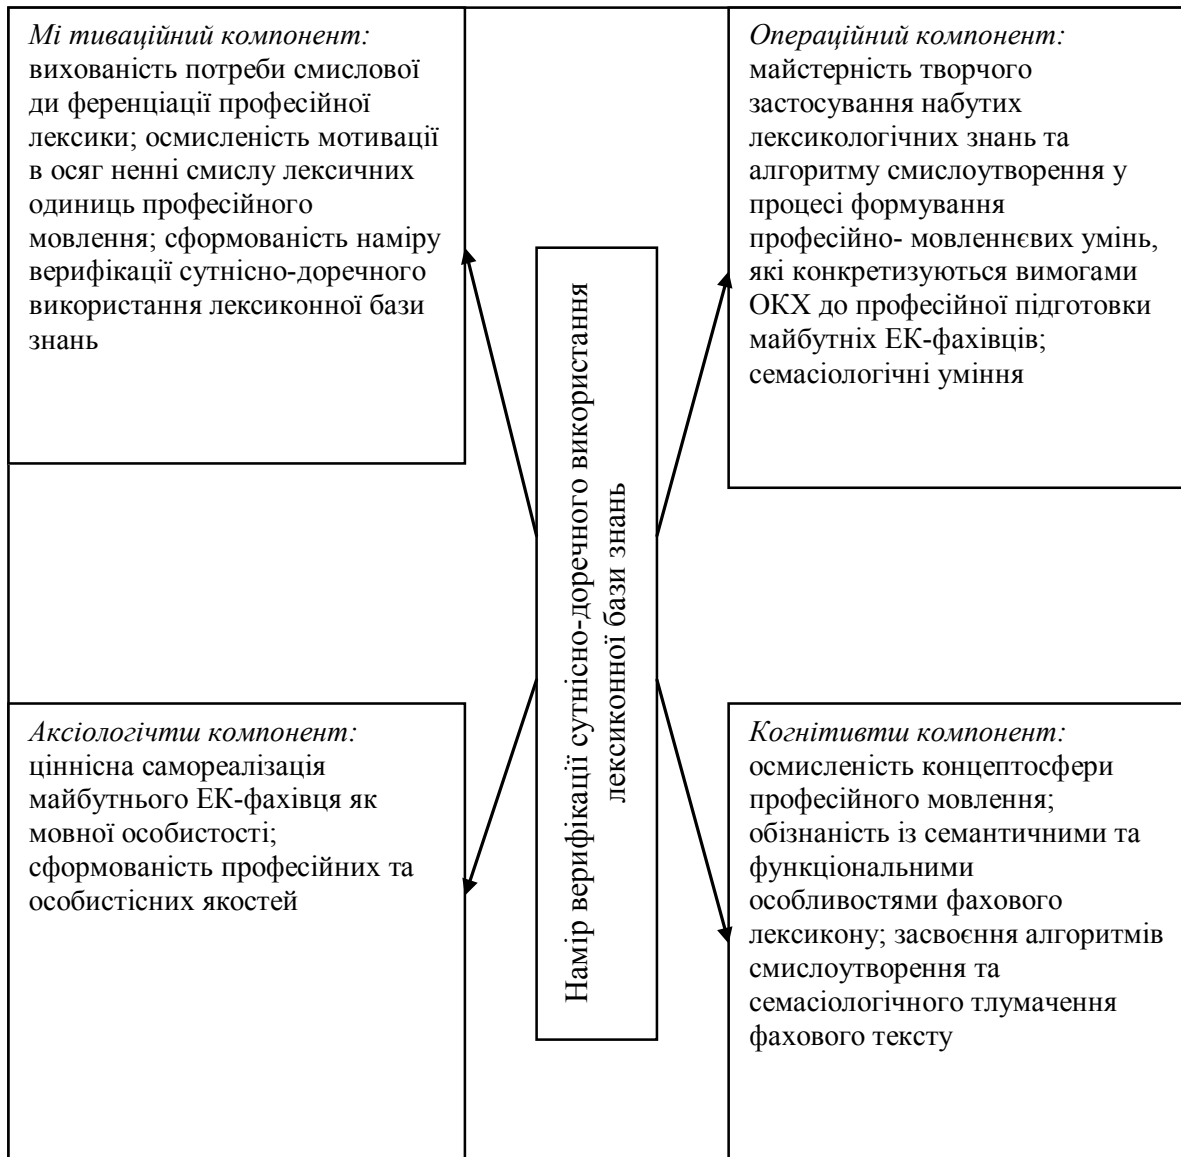 Мі тиваційний компонент:
вихованість потреби смислової
ди ференціації професійної
лексики; осмисленість мотивації
в осяг ненні смислу лексичних
одиниць професійного
мовлення; сформованість наміру
верифікації сутнісно-доречного
використання лексиконної бази
знань
Операційний компонент:
майстерність творчого
застосування набутих
лексикологічних знань та
алгоритму смислоутворення у
процесі формування
професійно- мовленнєвих умінь,
які конкретизуються вимогами
ОКХ до професійної підготовки
майбутніх ЕК-фахівців;
семасіологічні уміння
Намір верифікації сутнісно-доречного використання
лексиконної бази знань
Аксіологічтш компонент:
ціннісна самореалізація
майбутнього ЕК-фахівця як
мовної особистості;
сформованість професійних та
особистісних якостей
Когнітивтш компонент:
осмисленість концептосфери
професійного мовлення;
обізнаність із семантичними та
функціональними
особливостями фахового
лексикону; засвоєння алгоритмів
смислоутворення та
семасіологічного тлумачення
фахового тексту